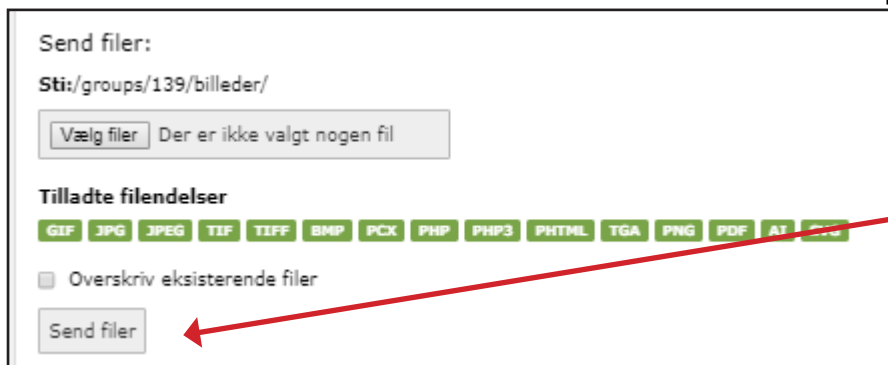 Send filer:
Sti:/groups/139/billeder/
Vælg filer Der er ikke valgt nogen fil
Tilladte filendelser
GIF JPG JPEG TIF TIFF BMP PCX PHP PHP3 PHTML TGA PNG PDF AI
Overskriv eksisterende filer
Send filer